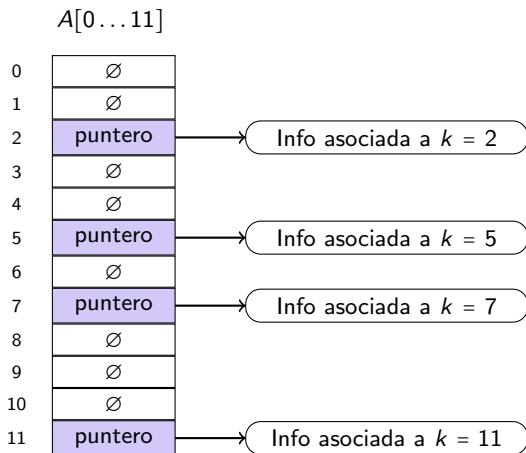 A[0...11]
0 ∅
1 ∅
2 puntero Info asociada a k = 2
3 ∅
4 ∅
5 puntero Info asociada a k = 5
6 ∅
7 puntero Info asociada a k = 7
8 ∅
9 ∅
10 ∅
11 puntero Info asociada a k = 11